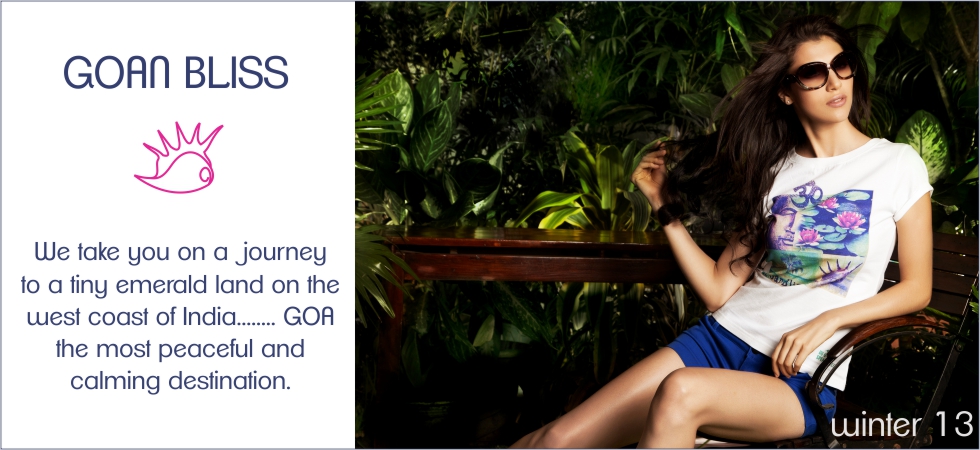 GOAN BLISS
We take you on a journey
to a tiny emerald land on the
west coast of India........ GOA
the most peaceful and
calming destination.
ॐ
winter 13